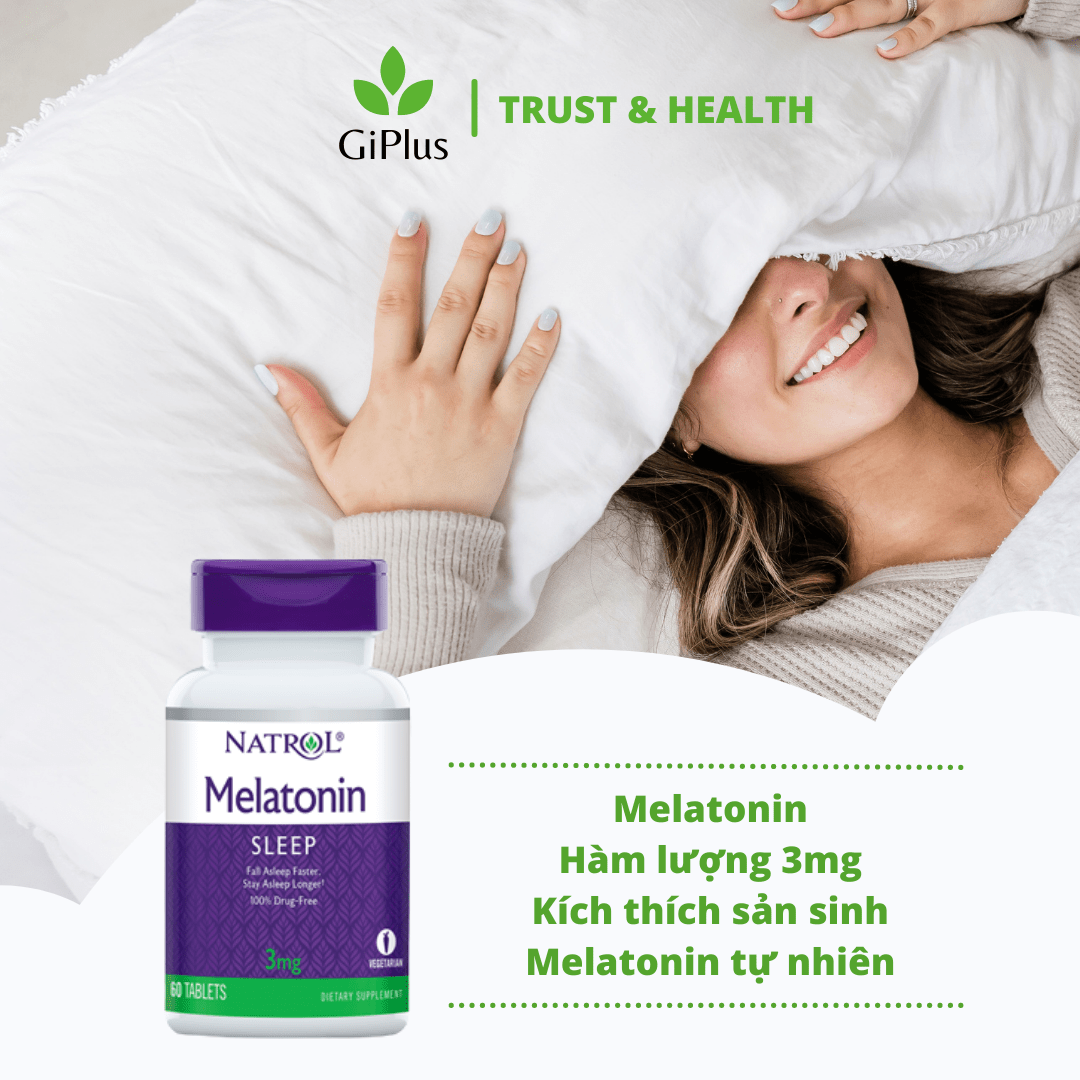 GiPlus
TRUST & HEALTH
NATROL®
Melatonin
SLEEP
Fall Asleep Faster,
Stay Asleep Longer†
100% Drug-Free
3mg
VEGETARIAN
60 TABLETS
DIETARY SUPPLEMENT
Melatonin
Hàm lượng 3mg
Kích thích sản sinh
Melatonin tự nhiên